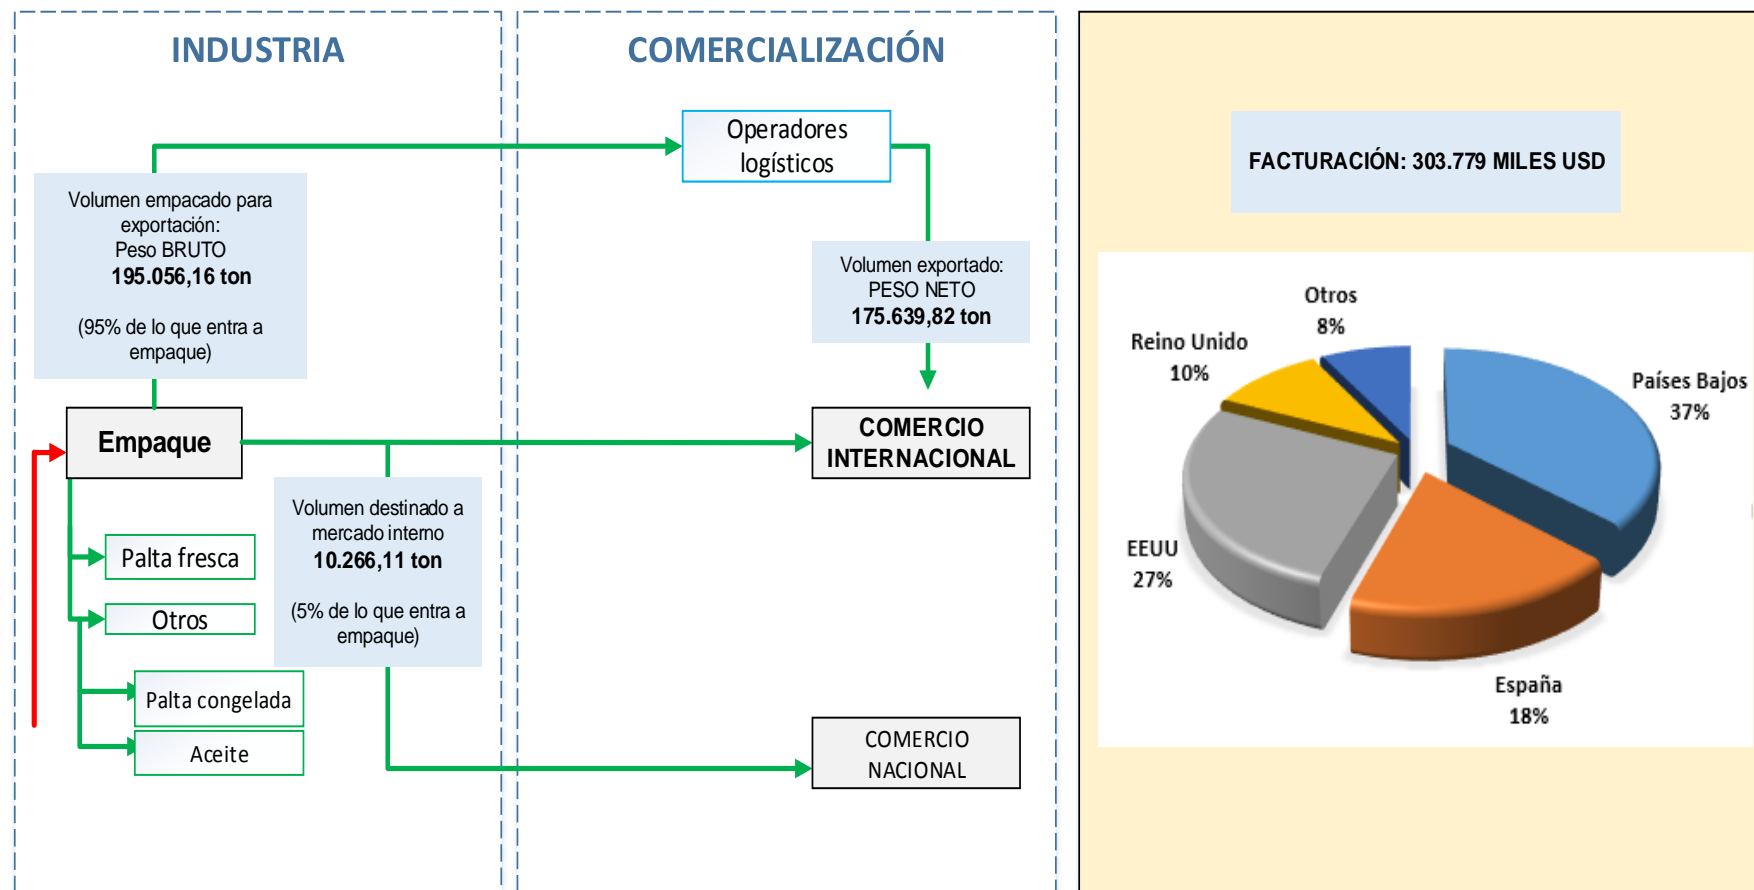 INDUSTRIA
Volumen empacado para
exportación:
Peso BRUTO
195.056,16 ton
(95% de lo que entra a
empaque)
Empaque
Palta fresca
Otros
Palta congelada
Aceite
Volumen destinado a
mercado interno
10.266,11 ton
(5% de lo que entra a
empaque)
COMERCIALIZACIÓN
Operadores
logísticos
Volumen exportado:
PESO NETO
175.639,82 ton
COMERCIO
INTERNACIONAL
COMERCIO
NACIONAL
FACTURACIÓN: 303.779 MILES USD
Otros
8%
Reino Unido
10%
Países Bajos
37%
EEUU
27%
España
18%